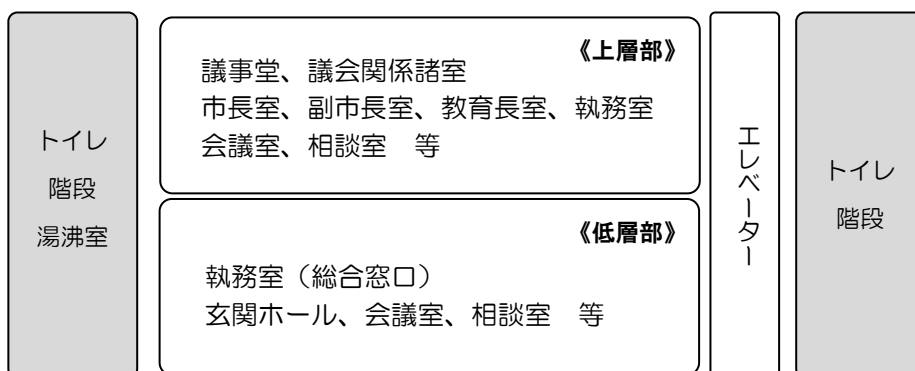 トイレ
階段
湯沸室
《上層部》
議事堂、議会関係諸室
市長室、副市長室、教育長室、執務室
会議室、相談室　等
《低層部》
執務室（総合窓口）
玄関ホール、会議室、相談室　等
エレベーター
トイレ
階段